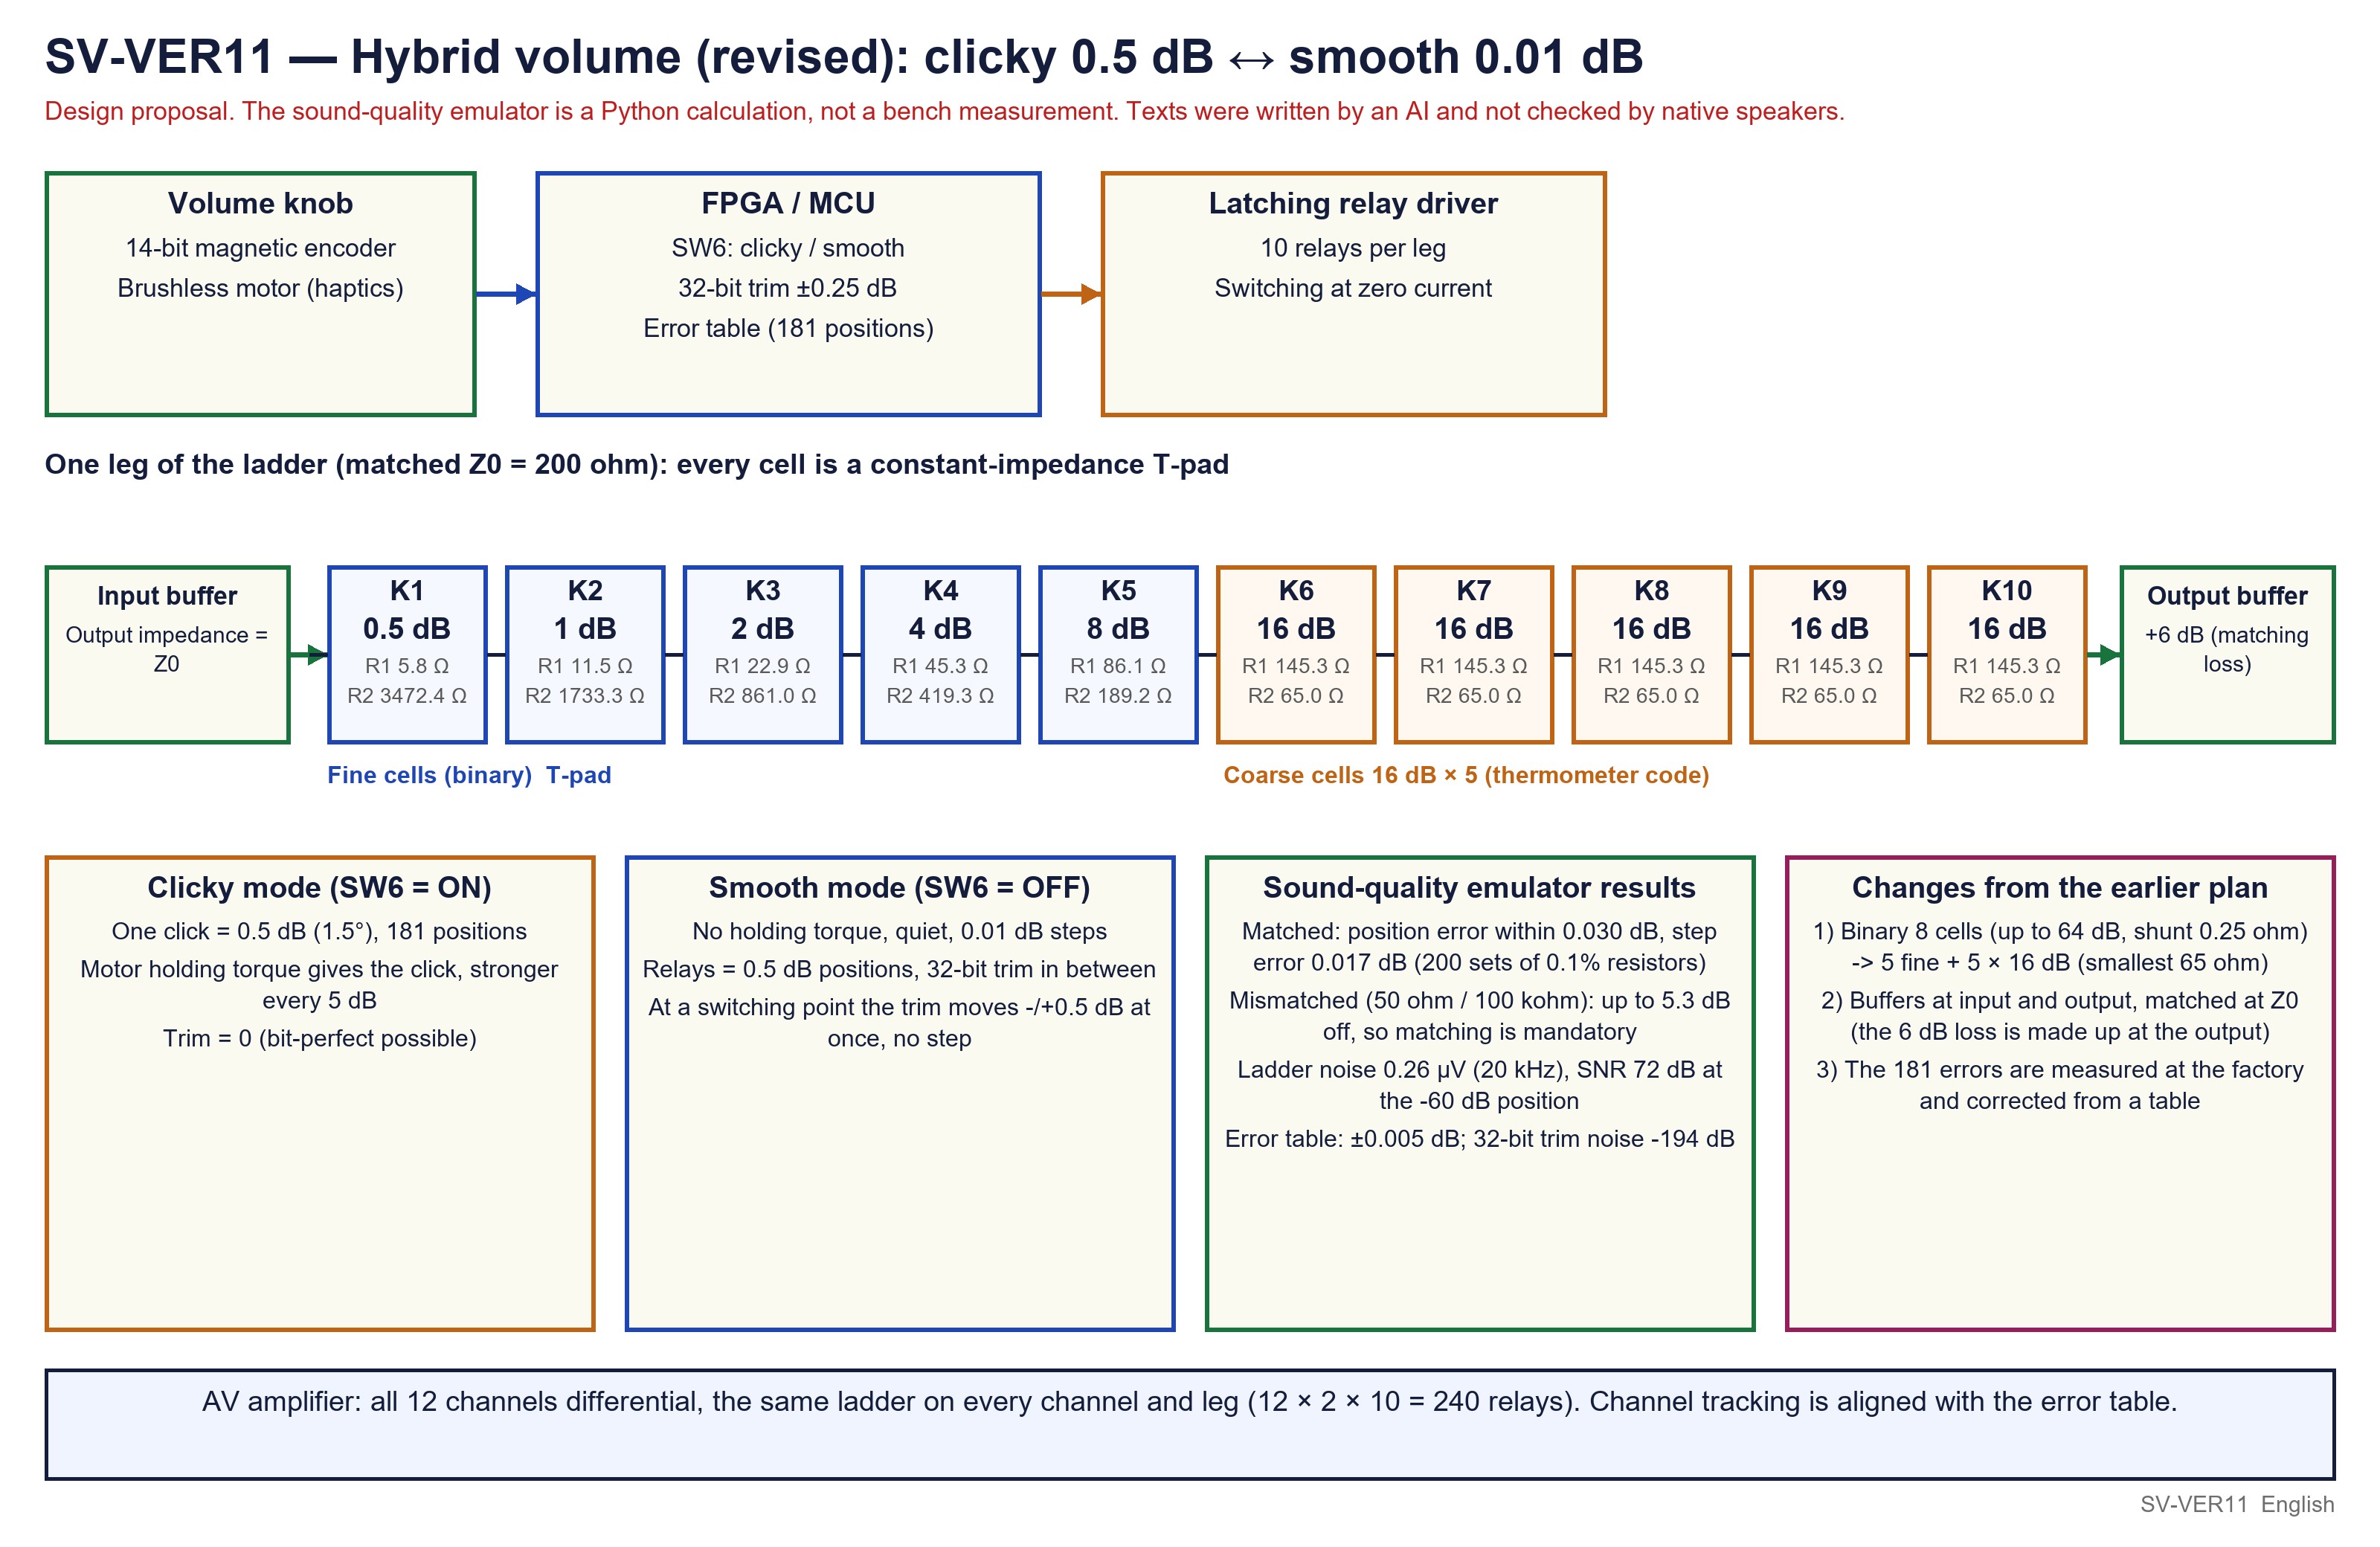 SV-VER11 — Hybrid volume (revised): clicky 0.5 dB ↔ smooth 0.01 dB
Design proposal. The sound-quality emulator is a Python calculation, not a bench measurement. Texts were written by an AI and not checked by native speakers.
Volume knob
14-bit magnetic encoder
Brushless motor (haptics)
FPGA / MCU
SW6: clicky / smooth
32-bit trim ±0.25 dB
Error table (181 positions)
Latching relay driver
10 relays per leg
Switching at zero current
One leg of the ladder (matched Z0 = 200 ohm): every cell is a constant-impedance T-pad
Input buffer
Output impedance =
Z0
K1
0.5 dB
R1 5.8 Ω
R2 3472.4 Ω
K2
1 dB
R1 11.5 Ω
R2 1733.3 Ω
K3
2 dB
R1 22.9 Ω
R2 861.0 Ω
K4
4 dB
R1 45.3 Ω
R2 419.3 Ω
K5
8 dB
R1 86.1 Ω
R2 189.2 Ω
K6
16 dB
R1 145.3 Ω
R2 65.0 Ω
K7
16 dB
R1 145.3 Ω
R2 65.0 Ω
K8
16 dB
R1 145.3 Ω
R2 65.0 Ω
K9
16 dB
R1 145.3 Ω
R2 65.0 Ω
K10
16 dB
R1 145.3 Ω
R2 65.0 Ω
Output buffer
+6 dB (matching
loss)
Fine cells (binary)  T-pad
Coarse cells 16 dB × 5 (thermometer code)
Clicky mode (SW6 = ON)
One click = 0.5 dB (1.5°), 181 positions
Motor holding torque gives the click, stronger
every 5 dB
Trim = 0 (bit-perfect possible)
Smooth mode (SW6 = OFF)
No holding torque, quiet, 0.01 dB steps
Relays = 0.5 dB positions, 32-bit trim in between
At a switching point the trim moves -/+0.5 dB at
once, no step
Sound-quality emulator results
Matched: position error within 0.030 dB, step
error 0.017 dB (200 sets of 0.1% resistors)
Mismatched (50 ohm / 100 kohm): up to 5.3 dB
off, so matching is mandatory
Ladder noise 0.26 µV (20 kHz), SNR 72 dB at
the -60 dB position
Error table: ±0.005 dB; 32-bit trim noise -194 dB
Changes from the earlier plan
1) Binary 8 cells (up to 64 dB, shunt 0.25 ohm)
-> 5 fine + 5 × 16 dB (smallest 65 ohm)
2) Buffers at input and output, matched at Z0
(the 6 dB loss is made up at the output)
3) The 181 errors are measured at the factory
and corrected from a table
AV amplifier: all 12 channels differential, the same ladder on every channel and leg (12 × 2 × 10 = 240 relays). Channel tracking is aligned with the error table.
SV-VER11  English